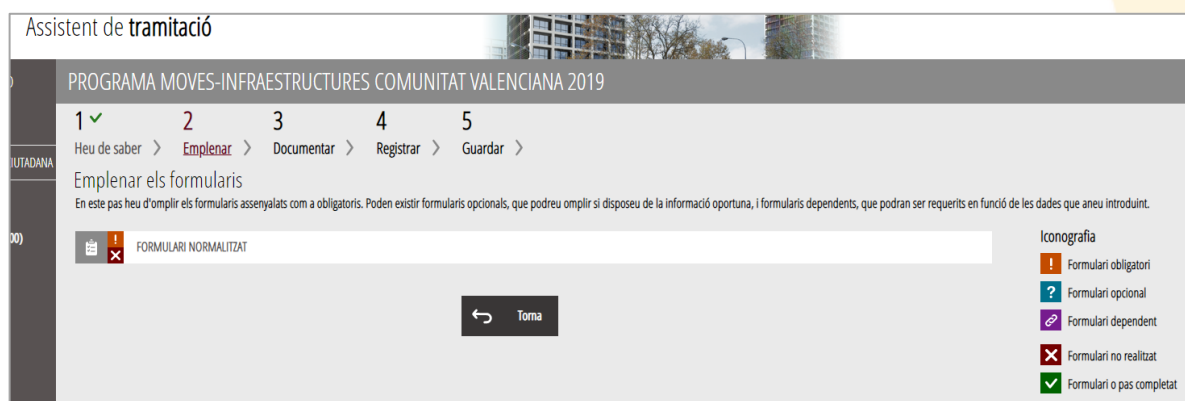 Assistent de tramitació
PROGRAMA MOVES-INFRAESTRUCTURES COMUNITAT VALENCIANA 2019
1 2 3 4 5
Heu de saber > Emplenar > Documentar > Registrar > Guardar >
IUTADANA
Emplenar els formularis
En este pas heu d'omplir els formularis assenyalats com a obligatoris. Poden existir formularis opcionals, que podreu omplir si disposeu de la informació oportuna, i formularis dependents, que podran ser requerits en funció de les dades que aneu introduint.
00)
FORMULARI NORMALITZAT
Iconografia
! Formulari obligatori
? Formulari opcional
Formulari dependent
Formulari no realitzat
Formulari o pas completat
Torna